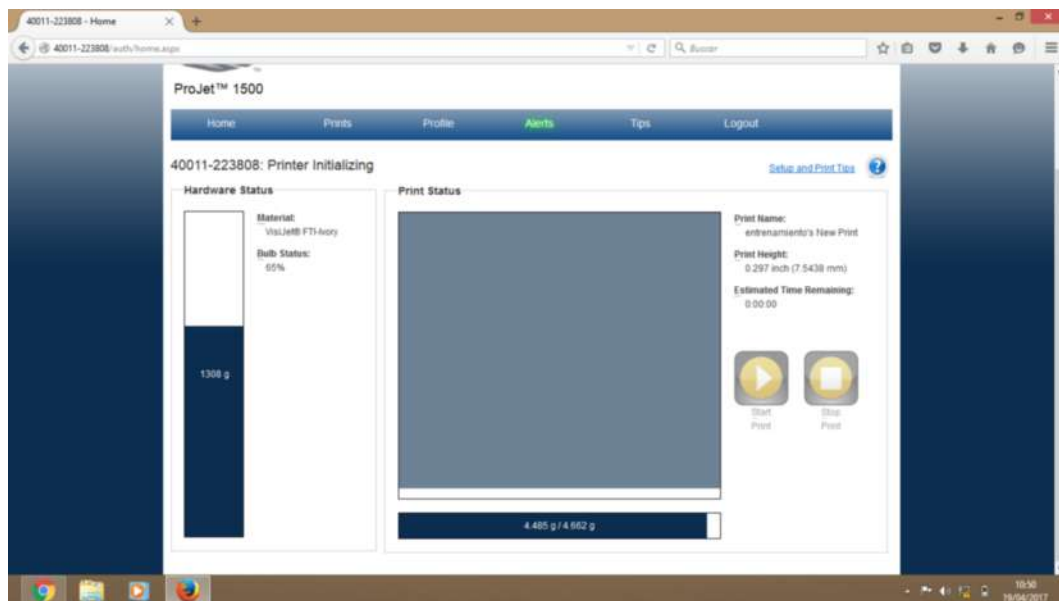 40011-223808 - Home
40011-223808/auth/home.aspx
Buscar
ProJet™ 1500
Home Prints Profile Alerts Tips Logout
40011-223808: Printer Initializing
Setup and Print Tips ?
Hardware Status
Print Status
Material:
VisiJet® FTI-Ivory
Bulb Status:
65%
1308 g
Print Name:
entrenamiento's New Print
Print Height:
0.297 inch (7.5438 mm)
Estimated Time Remaining:
0:00:00
Start
Print
Stop
Print
4.485 g / 4.662 g
10:50
19/04/2017